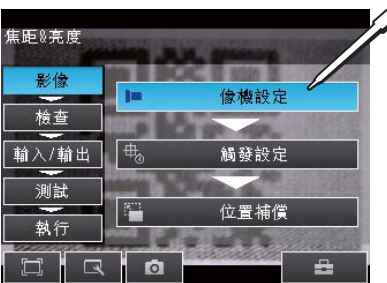 焦距&亮度
影像
像機設定
檢查
輸入/輸出
觸發設定
測試
位置補償
執行